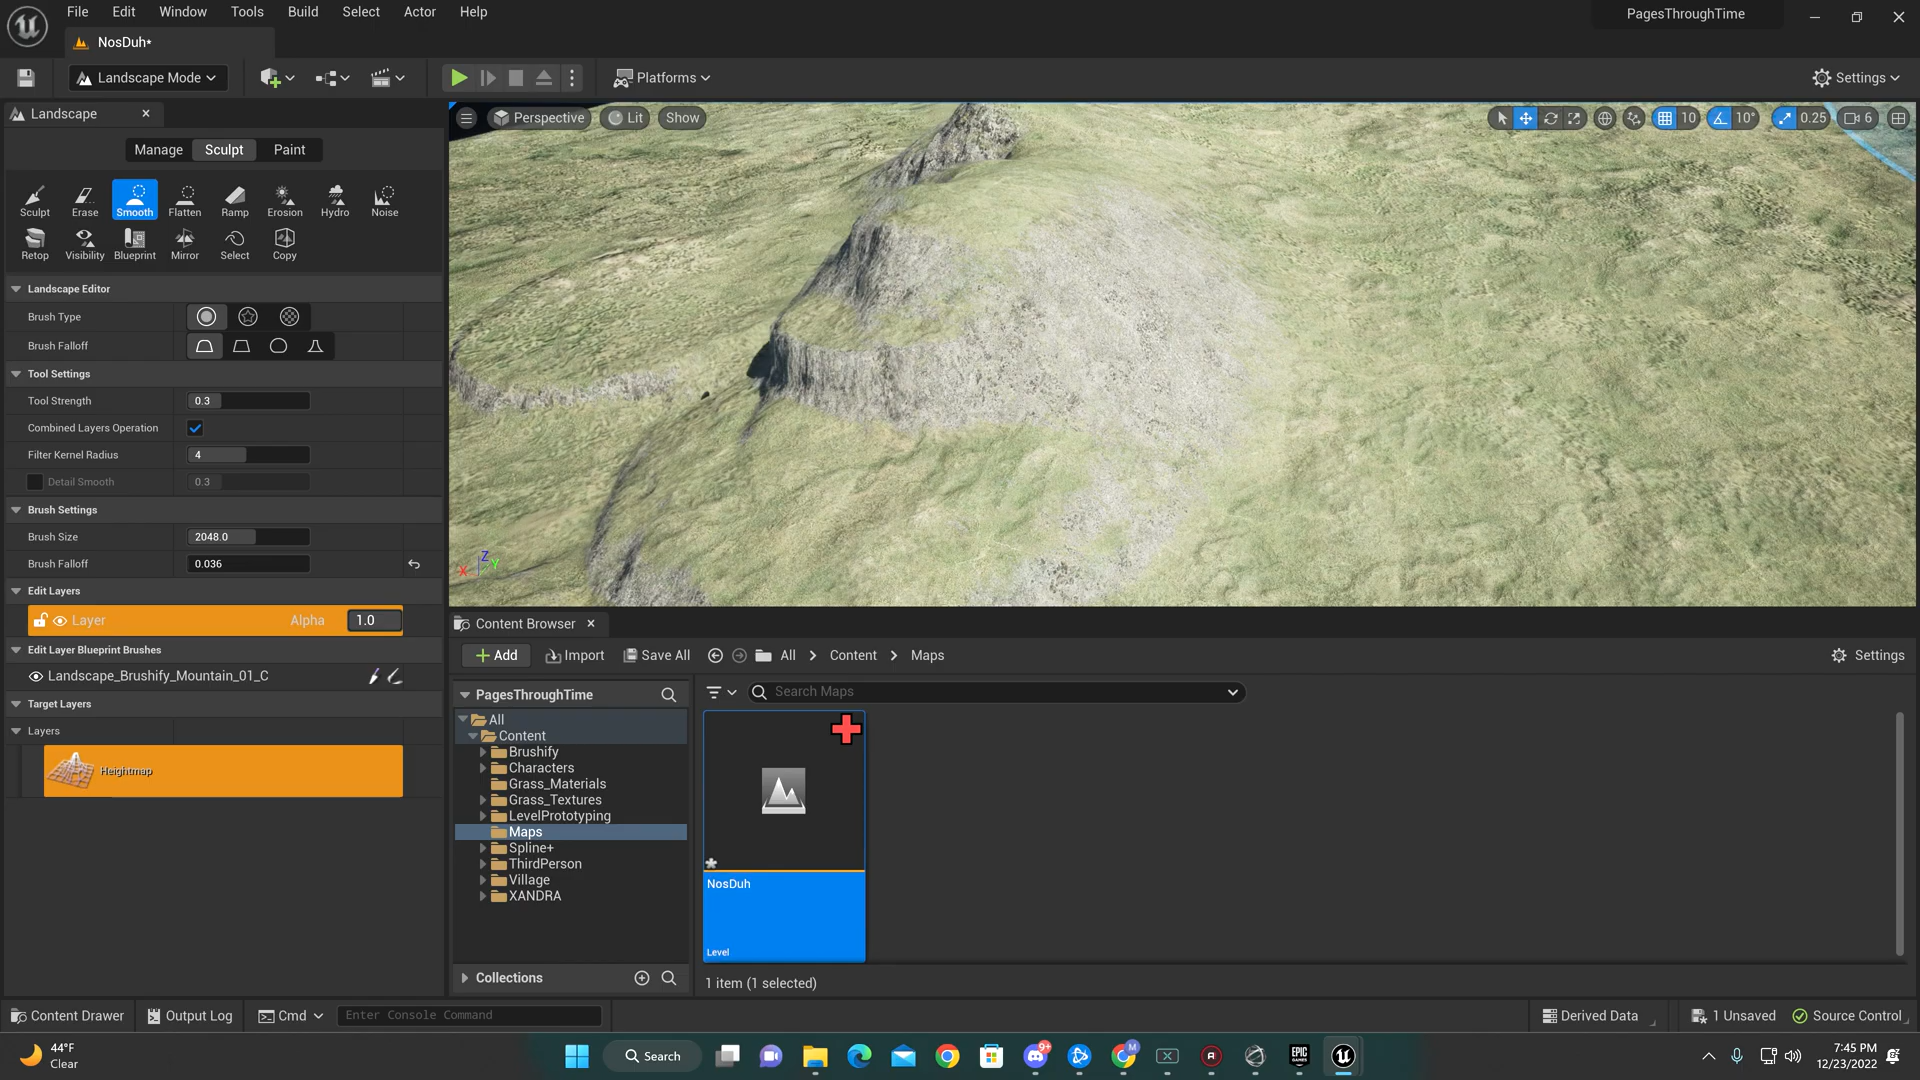 File Edit Window Tools Build Select Actor Help
PagesThroughTime
NosDuh*
Landscape Mode
Platforms
Settings
Landscape
Perspective
Lit
Show
10
10°
0.25
6
Manage
Sculpt
Paint
Sculpt Erase Smooth Flatten Ramp Erosion Hydro Noise
Retop Visibility Blueprint Mirror Select Copy
Landscape Editor
Brush Type
Brush Falloff
Tool Settings
Tool Strength 0.3
Combined Layers Operation
Filter Kernel Radius 4
Detail Smooth 0.3
Brush Settings
Brush Size 2048.0
Brush Falloff 0.036
Edit Layers
Layer Alpha 1.0
Edit Layer Blueprint Brushes
Landscape_Brushify_Mountain_01_C
Target Layers
Layers
Heightmap
X
Z
Y
Content Browser
Add
Import
Save All
All
Content
Maps
Settings
PagesThroughTime
Search Maps
All
Content
Brushify
Characters
Grass_Materials
Grass_Textures
LevelPrototyping
Maps
Spline+
ThirdPerson
Village
XANDRA
NosDuh
Level
Collections
1 item (1 selected)
Content Drawer
Output Log
Cmd
Enter Console Command
Derived Data
1 Unsaved
Source Control
44°F
Clear
Search
9+
M
EPIC
GAMES
7:45 PM
12/23/2022